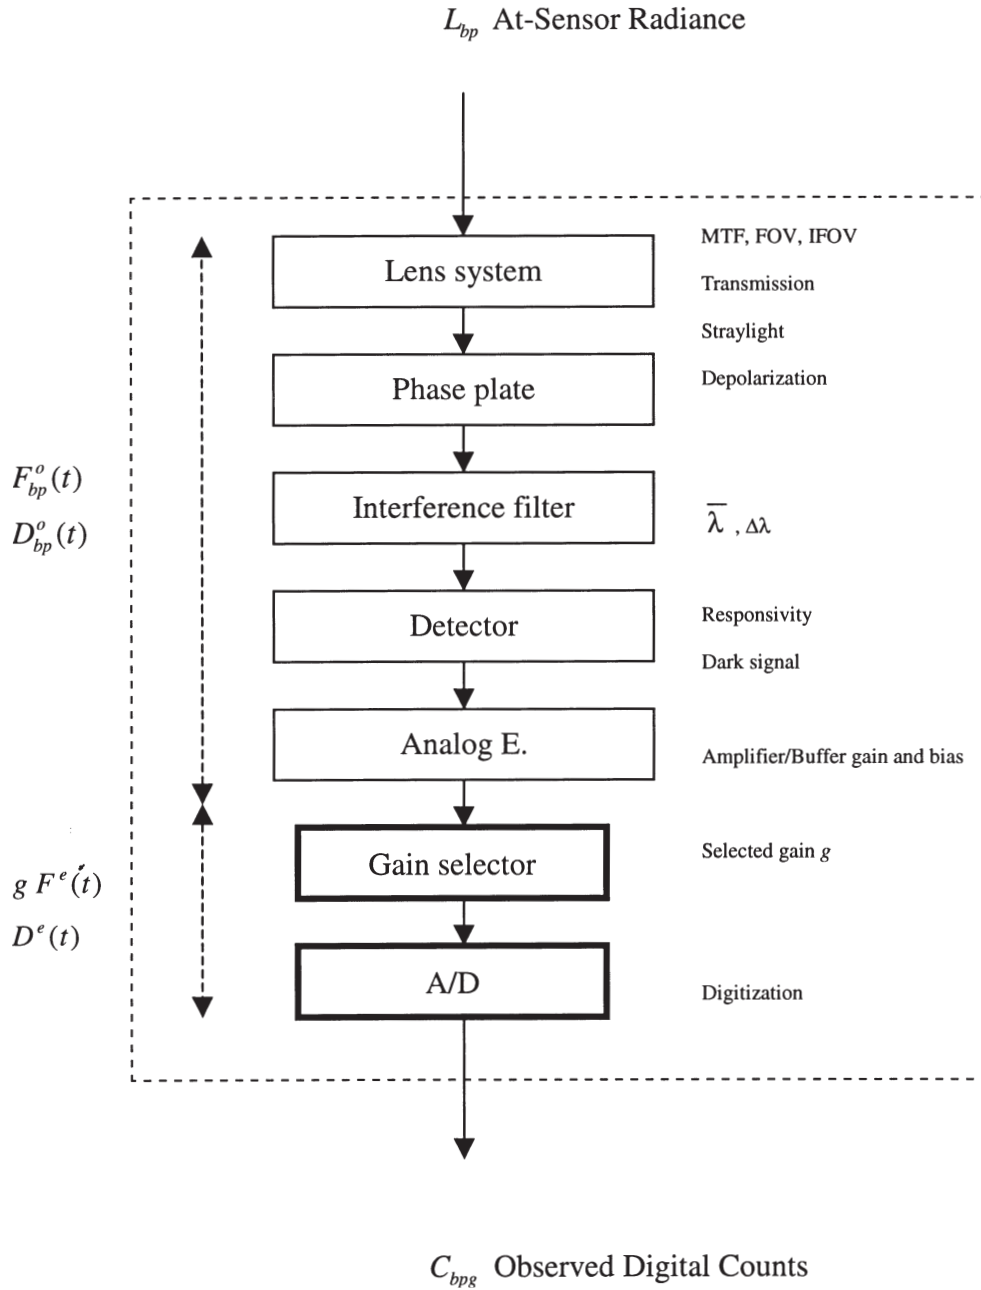 L_bp At-Sensor Radiance
Lens system
MTF, FOV, IFOV
Transmission
Straylight
Phase plate
Depolarization
F^o_bp(t)
D^o_bp(t)
Interference filter
λ̅ , Δλ
Detector
Responsivity
Dark signal
Analog E.
Amplifier/Buffer gain and bias
g F^e(t)
D^e(t)
Gain selector
Selected gain g
A/D
Digitization
C_bpg Observed Digital Counts